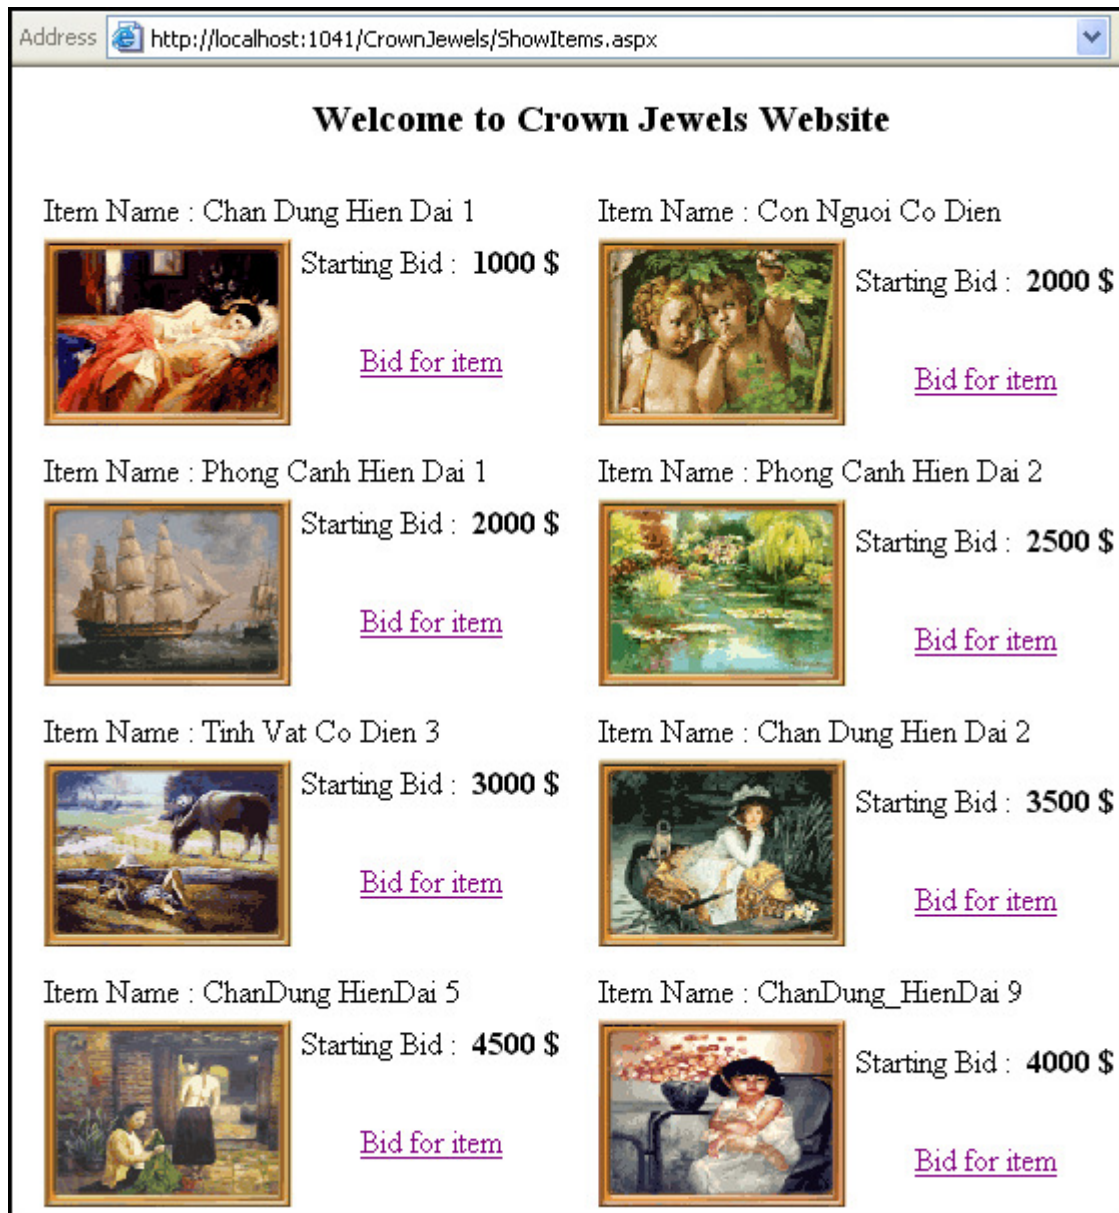 Address http://localhost:1041/CrownJewels/ShowItems.aspx
Welcome to Crown Jewels Website
Item Name : Chan Dung Hien Dai 1
Starting Bid : 1000 $
Bid for item
Item Name : Con Nguoi Co Dien
Starting Bid : 2000 $
Bid for item
Item Name : Phong Canh Hien Dai 1
Starting Bid : 2000 $
Bid for item
Item Name : Phong Canh Hien Dai 2
Starting Bid : 2500 $
Bid for item
Item Name : Tinh Vat Co Dien 3
Starting Bid : 3000 $
Bid for item
Item Name : Chan Dung Hien Dai 2
Starting Bid : 3500 $
Bid for item
Item Name : ChanDung HienDai 5
Starting Bid : 4500 $
Bid for item
Item Name : ChanDung_HienDai 9
Starting Bid : 4000 $
Bid for item